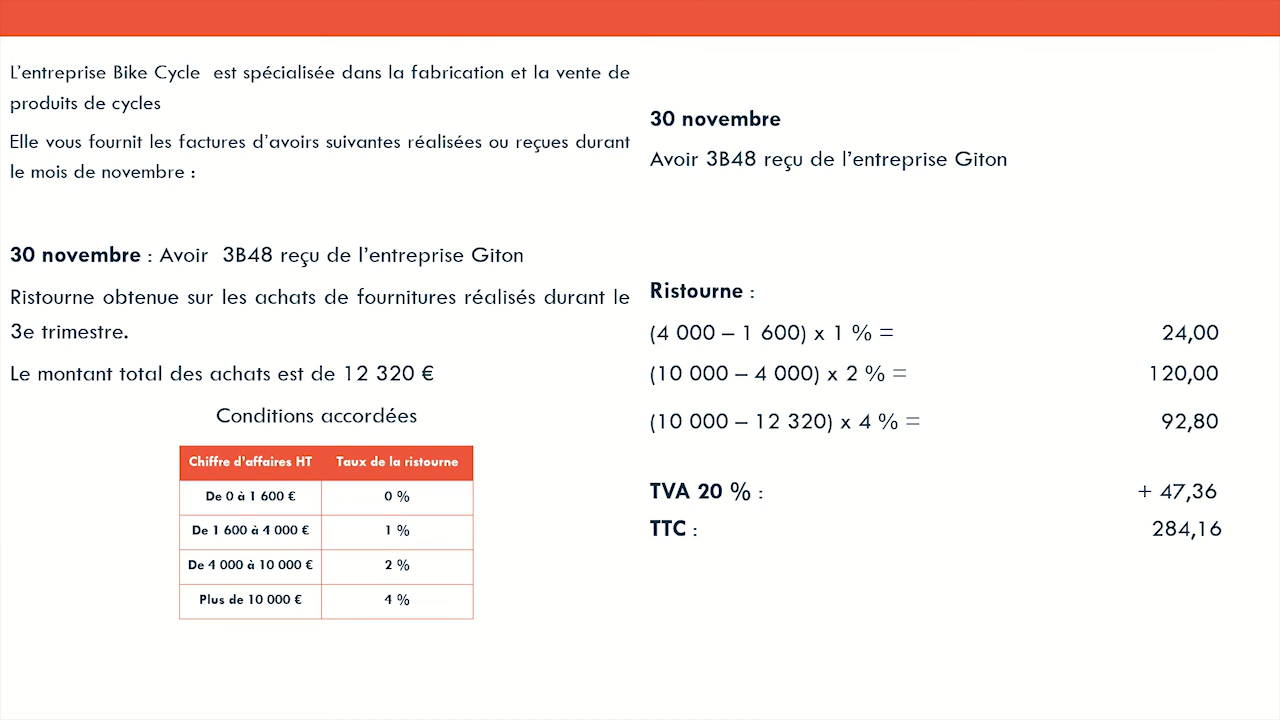 L'entreprise Bike Cycle est spécialisée dans la fabrication et la vente de
produits de cycles
Elle vous fournit les factures d'avoirs suivantes réalisées ou reçues durant
le mois de novembre :
30 novembre : Avoir 3B48 reçu de l'entreprise Giton
Ristourne obtenue sur les achats de fournitures réalisés durant le
3e trimestre.
Le montant total des achats est de 12 320 €
Conditions accordées
Chiffre d'affaires HT Taux de la ristourne
De 0 à 1 600 € 0 %
De 1 600 à 4 000 € 1 %
De 4 000 à 10 000 € 2 %
Plus de 10 000 € 4 %
30 novembre
Avoir 3B48 reçu de l'entreprise Giton
Ristourne :
(4 000 – 1 600) x 1 % = 24,00
(10 000 – 4 000) x 2 % = 120,00
(10 000 – 12 320) x 4 % = 92,80
TVA 20 % : + 47,36
TTC : 284,16